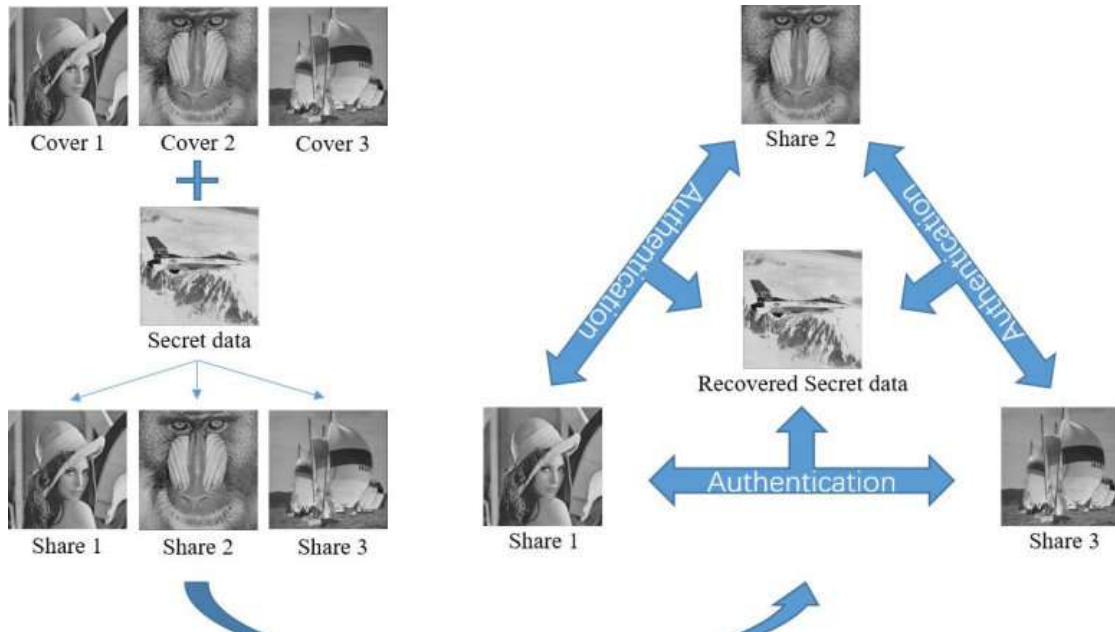 Cover 1
Cover 2
Cover 3
Secret data
Share 1
Share 2
Share 3
Share 2
Authentication
Authentication
Recovered Secret data
Authentication
Share 1
Share 3